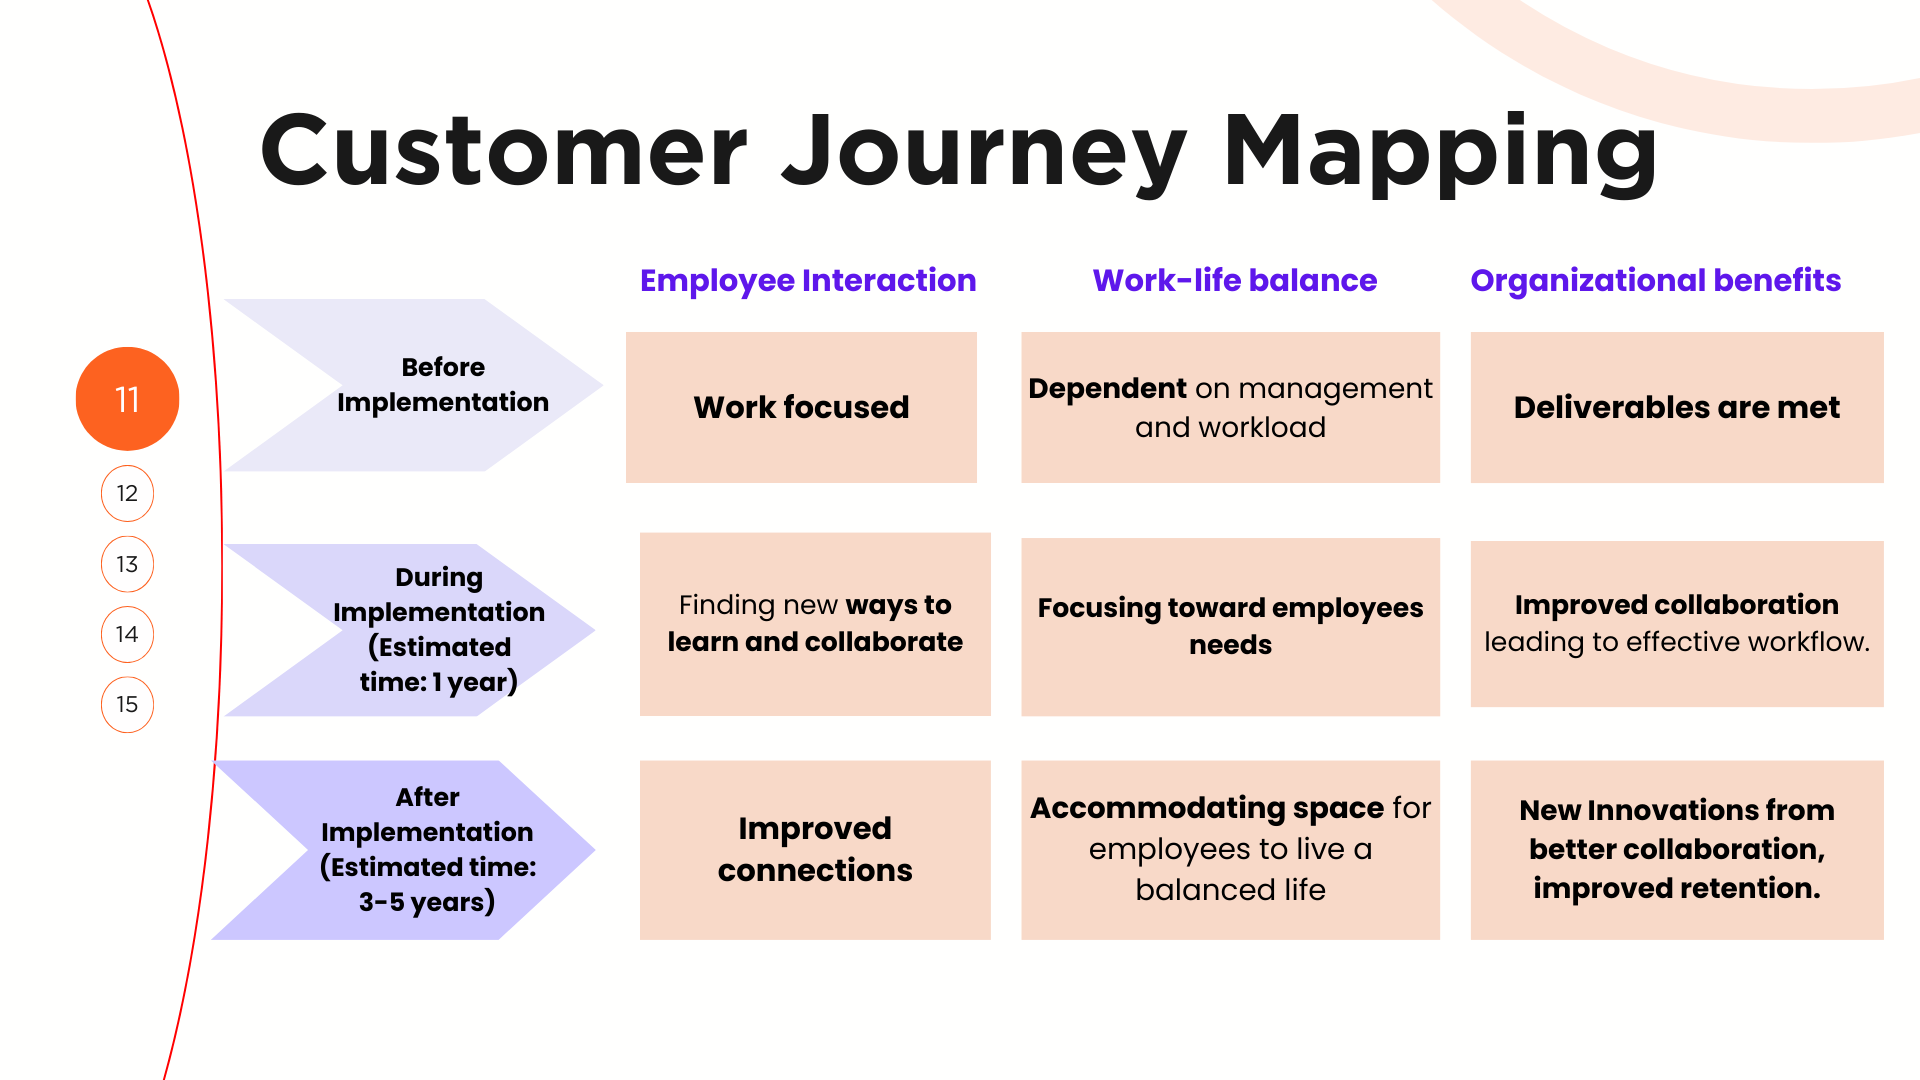 Customer Journey Mapping
Employee Interaction
Work-life balance
Organizational benefits
11
12
13
14
15
Before
Implementation
Work focused
Dependent on management
and workload
Deliverables are met
During
Implementation
(Estimated
time: 1 year)
Finding new ways to
learn and collaborate
Focusing toward employees
needs
Improved collaboration
leading to effective workflow.
After
Implementation
(Estimated time:
3-5 years)
Improved
connections
Accommodating space for
employees to live a
balanced life
New Innovations from
better collaboration,
improved retention.